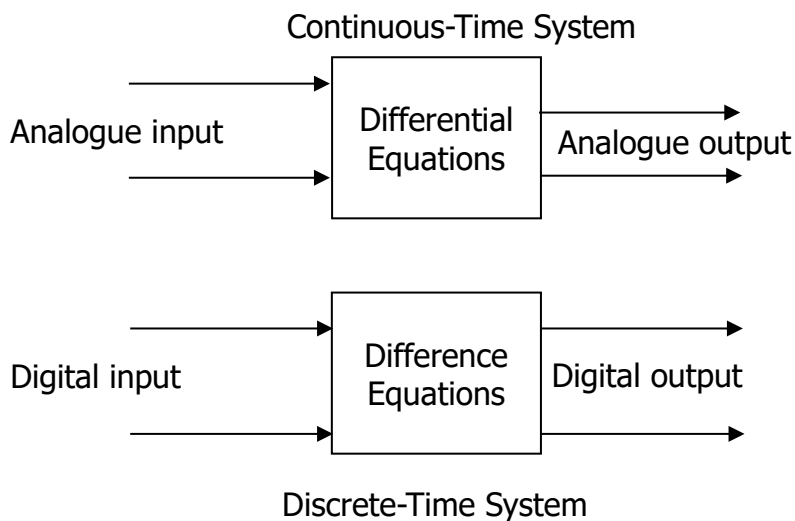 Continuous-Time System
Analogue input
Differential
Equations
Analogue output
Digital input
Difference
Equations
Digital output
Discrete-Time System